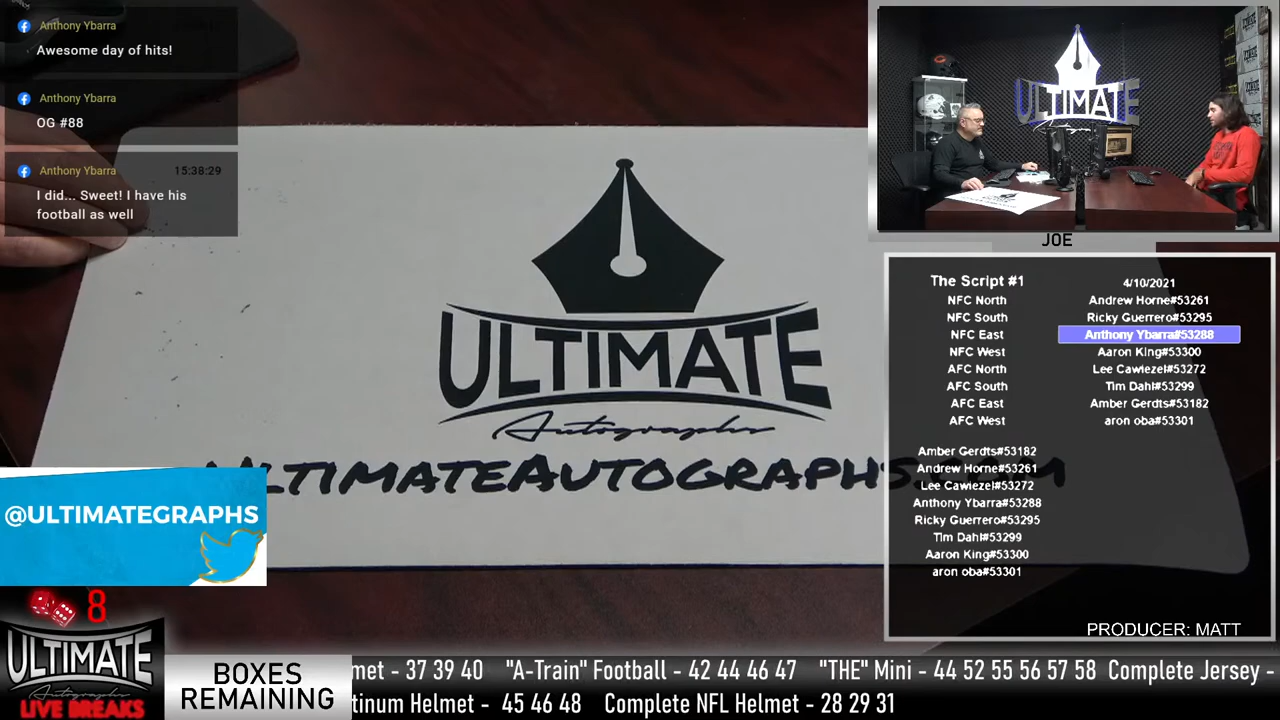 Anthony Ybarra
Awesome day of hits!
Anthony Ybarra
OG #88
Anthony Ybarra 15:38:29
I did... Sweet! I have his
football as well
ULTIMATE
Autographs
ULTIMATEAUTOGRAPHS.COM
@ULTIMATEGRAPHS
8
ULTIMATE
Autographs
LIVE BREAKS
BOXES
REMAINING
ULTIMATE
JOE
The Script #1 4/10/2021
NFC North Andrew Horne#53261
NFC South Ricky Guerrero#53295
NFC East Anthony Ybarra#53288
NFC West Aaron King#53300
AFC North Lee Cawiezel#53272
AFC South Tim Dahl#53299
AFC East Amber Gerdts#53182
AFC West aron oba#53301
Amber Gerdts#53182
Andrew Horne#53261
Lee Cawiezel#53272
Anthony Ybarra#53288
Ricky Guerrero#53295
Tim Dahl#53299
Aaron King#53300
aron oba#53301
PRODUCER: MATT
met - 37 39 40 "A-Train" Football - 42 44 46 47 "THE" Mini - 44 52 55 56 57 58 Complete Jersey -
tinum Helmet - 45 46 48 Complete NFL Helmet - 28 29 31